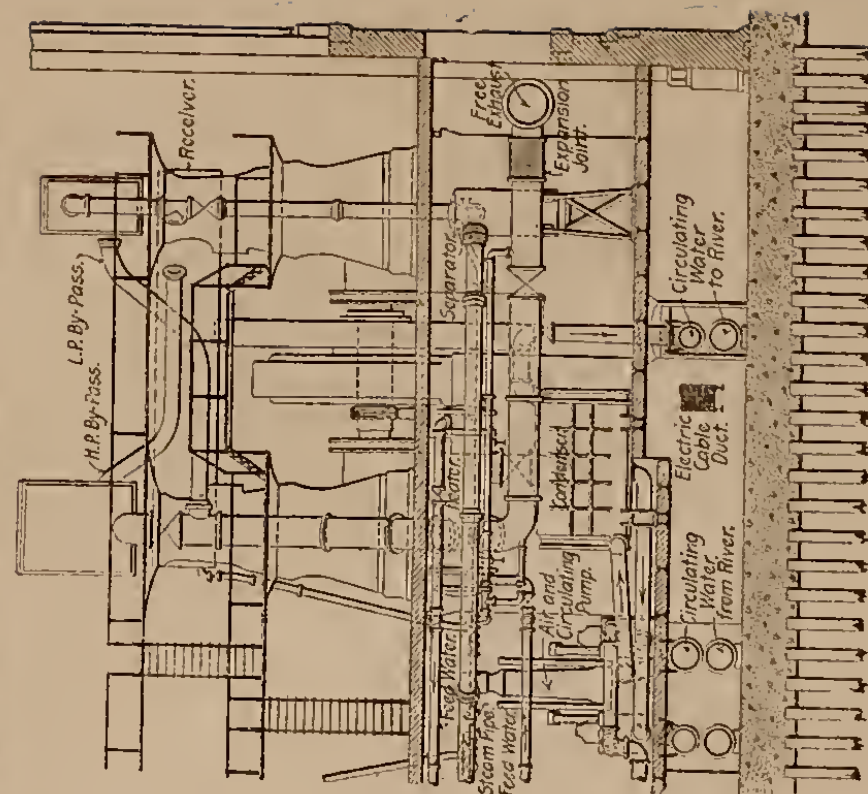 Receiver.
L.P. By-Pass.
H.P. By-Pass.
Free
Exhaust
Expansion
Joint.
Separator
Circulating
Water
to River.
Heater.
Condenser
Electric
Cable
Duct.
Air and
Circulating
Pump.
Circulating
Water
from River.
Feed Water
Steam Pipe
Feed Water